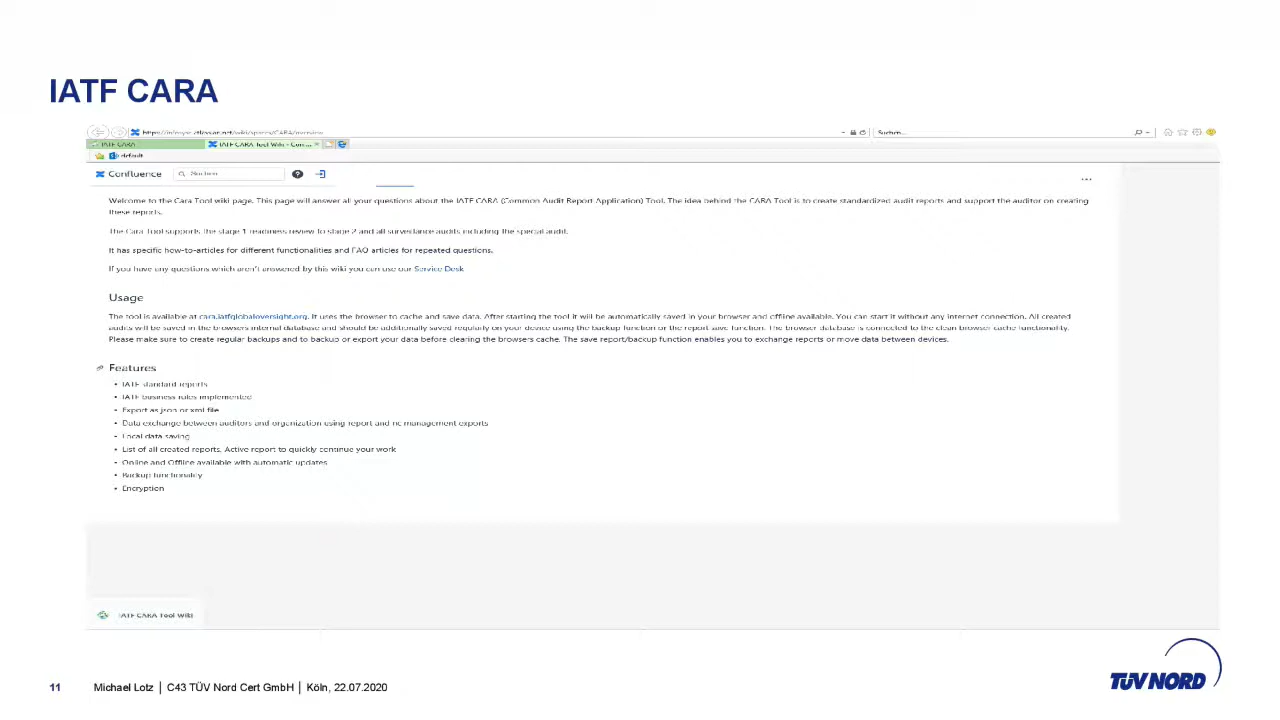 IATF CARA
Suchen...
IATF CARA
IATF CARA Tool Wiki - Con...
default
Confluence
Suchen
Welcome to the Cara Tool wiki page. This page will answer all your questions about the IATF CARA (Common Audit Report Application) Tool. The idea behind the CARA Tool is to create standardized audit reports and support the auditor on creating
these reports.
The Cara Tool supports the stage 1 readiness review to stage 2 and all surveillance audits including the special audit.
It has specific how-to-articles for different functionalities and FAQ articles for repeated questions.
If you have any questions which aren't answered by this wiki you can use our Service Desk
Usage
The tool is available at cara.iatfglobaloversight.org. It uses the browser to cache and save data. After starting the tool it will be automatically saved in your browser and offline available. You can start it without any internet connection. All created
audits will be saved in the browsers internal database and should be additionally saved regularly on your device using the backup function or the report save function. The browser database is connected to the clean browser cache functionality.
Please make sure to create regular backups and to backup or export your data before clearing the browsers cache. The save report/backup function enables you to exchange reports or move data between devices.
Features
• IATF standard reports
• IATF business rules implemented
• Export as json or xml file
• Data exchange between auditors and organization using report and nc management exports
• Local data saving
• List of all created reports. Active report to quickly continue your work
• Online and Offline available with automatic updates
• Backup functionality
• Encryption
IATF CARA Tool Wiki
11 Michael Lotz │ C43 TÜV Nord Cert GmbH │ Köln, 22.07.2020
TÜV NORD